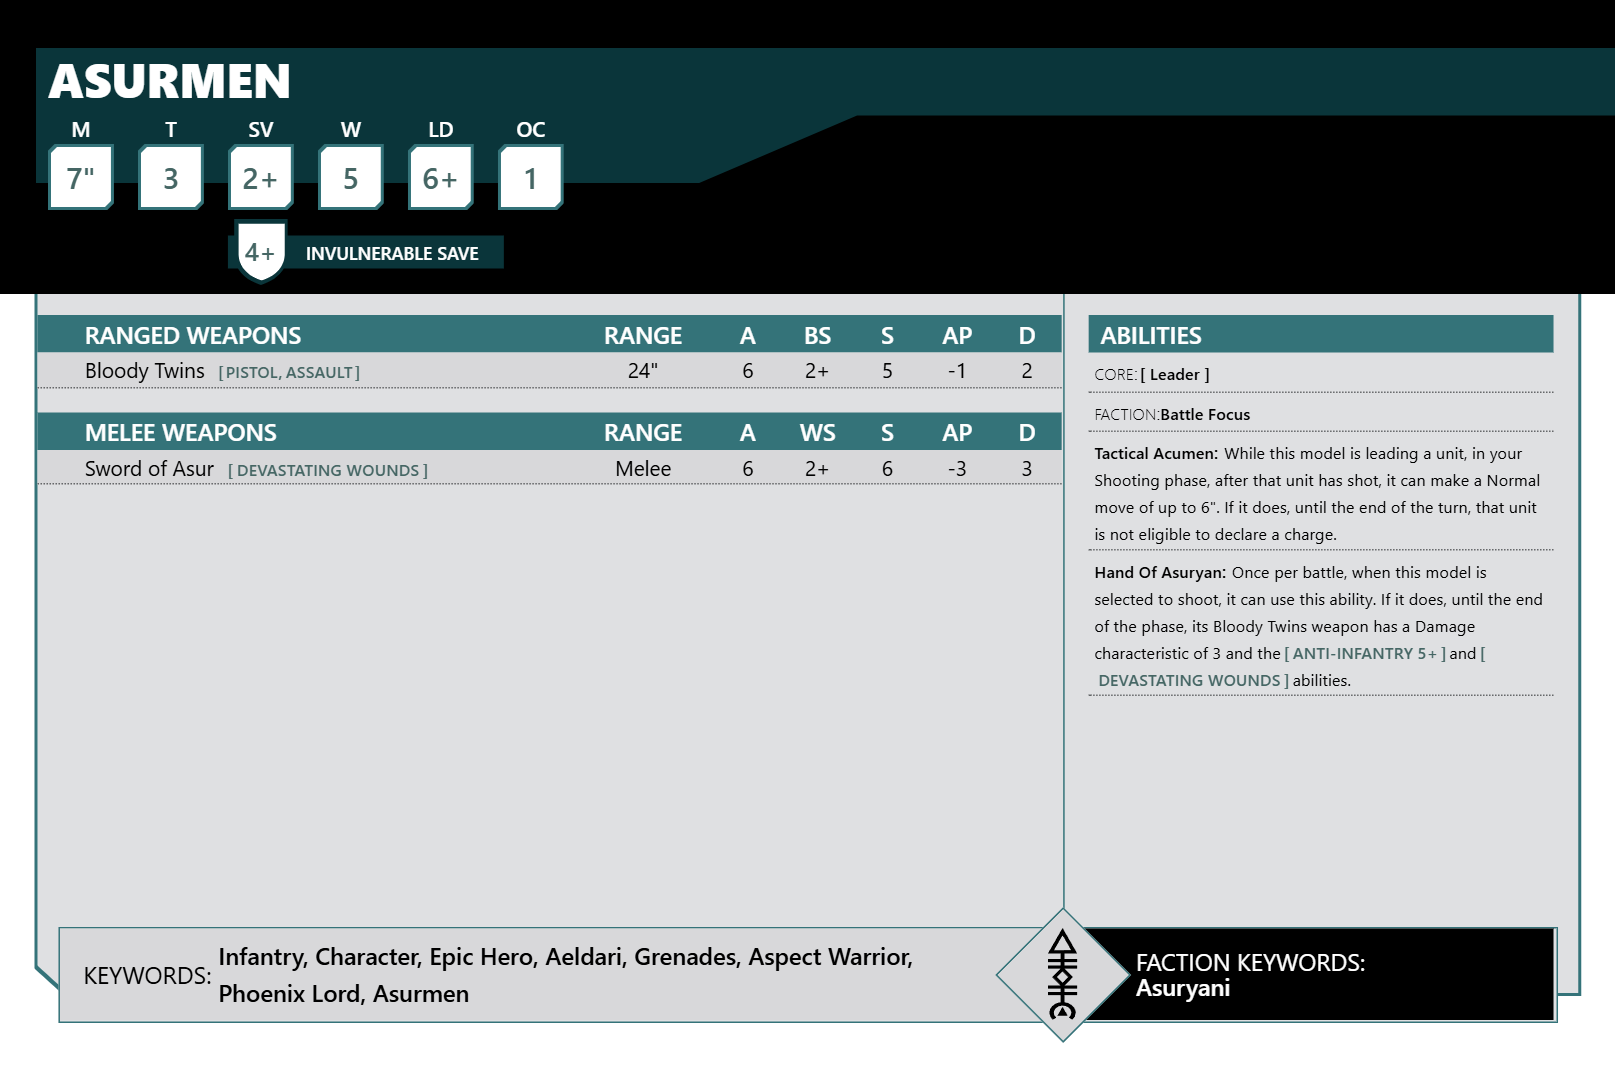 ASURMEN
M T SV W LD OC
7" 3 2+ 5 6+ 1
4+ INVULNERABLE SAVE
RANGED WEAPONS RANGE A BS S AP D
Bloody Twins [ PISTOL, ASSAULT ] 24" 6 2+ 5 -1 2
MELEE WEAPONS RANGE A WS S AP D
Sword of Asur [ DEVASTATING WOUNDS ] Melee 6 2+ 6 -3 3
ABILITIES
CORE: [ Leader ]
FACTION:Battle Focus
Tactical Acumen: While this model is leading a unit, in your
Shooting phase, after that unit has shot, it can make a Normal
move of up to 6". If it does, until the end of the turn, that unit
is not eligible to declare a charge.
Hand Of Asuryan: Once per battle, when this model is
selected to shoot, it can use this ability. If it does, until the end
of the phase, its Bloody Twins weapon has a Damage
characteristic of 3 and the [ ANTI-INFANTRY 5+ ] and [
DEVASTATING WOUNDS ] abilities.
KEYWORDS: Infantry, Character, Epic Hero, Aeldari, Grenades, Aspect Warrior,
Phoenix Lord, Asurmen
FACTION KEYWORDS:
Asuryani